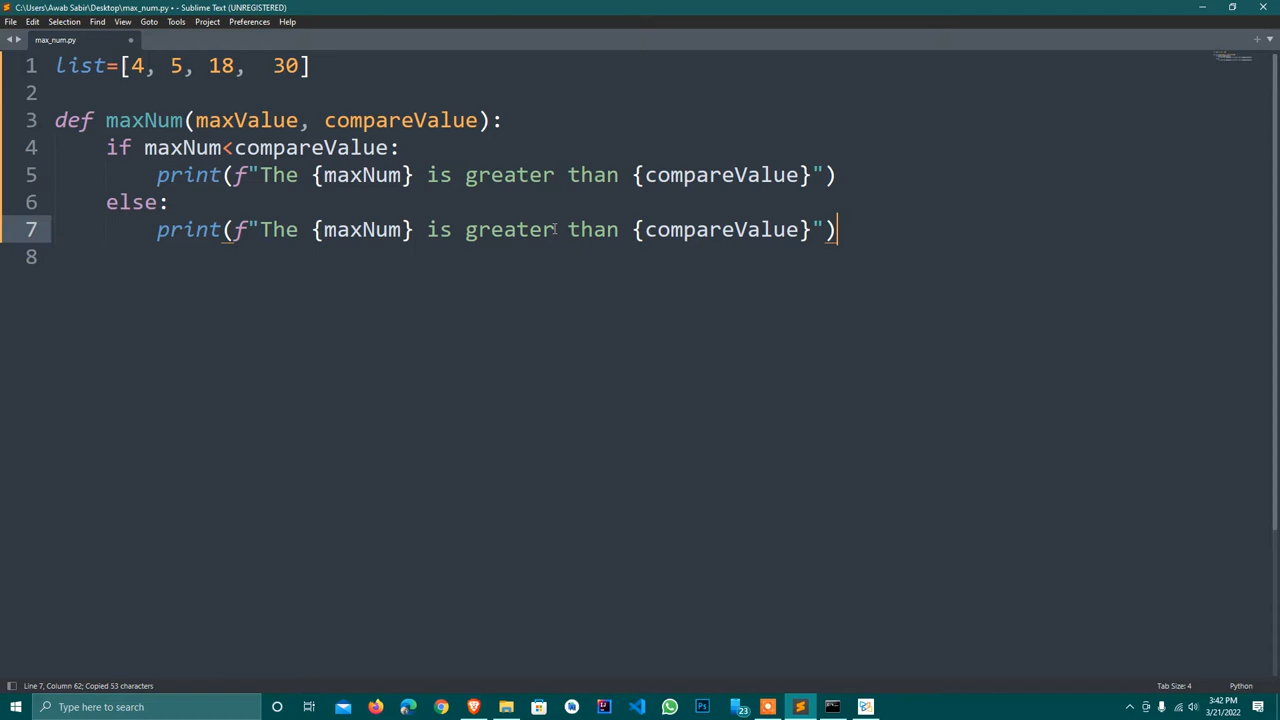 C:\Users\Awab Sabir\Desktop\max_num.py • - Sublime Text (UNREGISTERED)
File Edit Selection Find View Goto Tools Project Preferences Help
max_num.py
1 list=[4, 5, 18,  30]
2
3 def maxNum(maxValue, compareValue):
4     if maxNum<compareValue:
5         print(f"The {maxNum} is greater than {compareValue}")
6     else:
7         print(f"The {maxNum} is greater than {compareValue}")
8
Line 7, Column 62; Copied 53 characters Tab Size: 4 Python
Type here to search 23 3:42 PM
3/21/2022